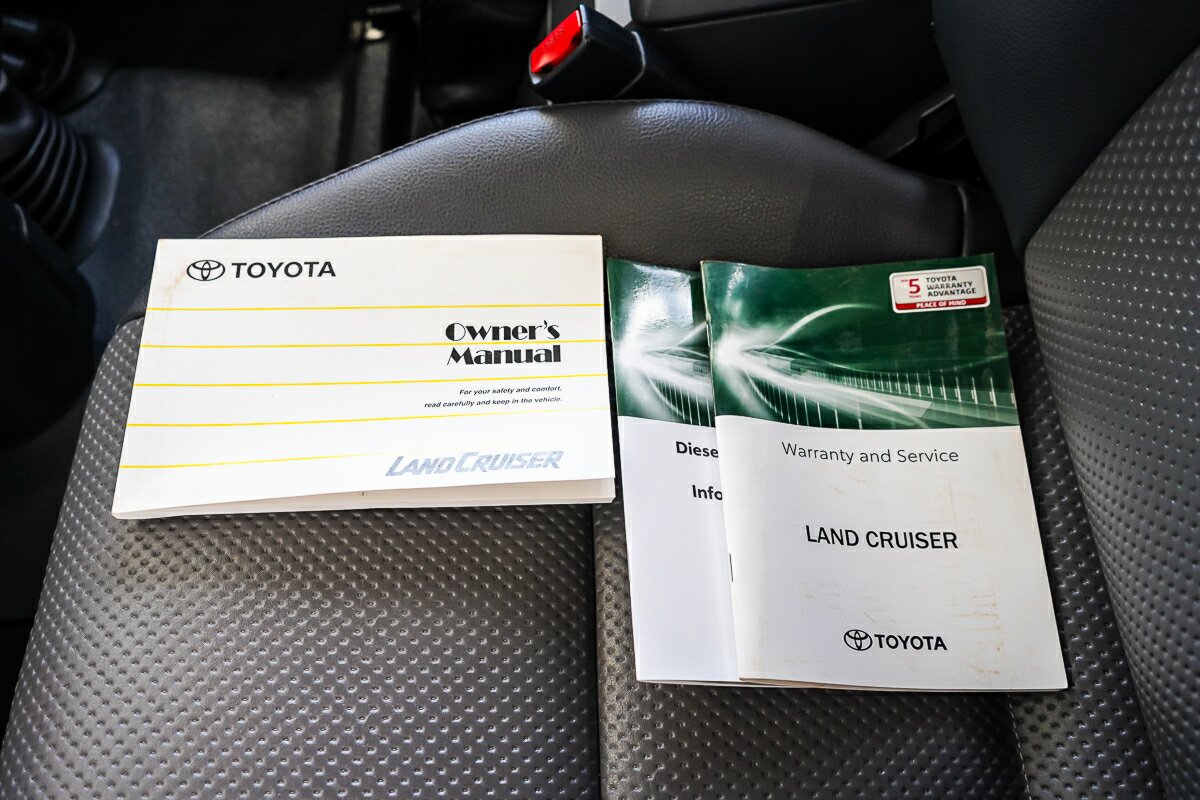 TOYOTA
Owner's
Manual
For your safety and comfort,
read carefully and keep in the vehicle.
LAND CRUISER
Diese
Info
5
YEARS
TOYOTA
WARRANTY
ADVANTAGE
PEACE OF MIND
Warranty and Service
LAND CRUISER
TOYOTA